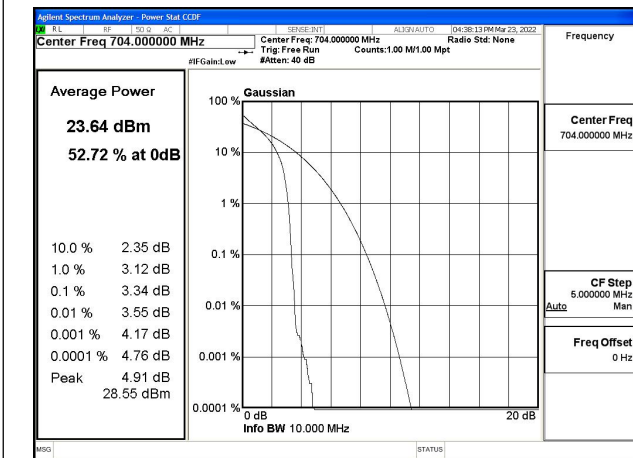 Agilent Spectrum Analyzer - Power Stat CCDF
RL RF 50 Ω AC SENSE:INT ALIGN AUTO 04:38:13 PM Mar 23, 2022
Center Freq 704.000000 MHz
Center Freq: 704.000000 MHz Radio Std: None
Trig: Free Run Counts:1.00 M/1.00 Mpt
#IFGain:Low #Atten: 40 dB
Frequency
Average Power
23.64 dBm
52.72 % at 0dB
10.0 % 2.35 dB
1.0 % 3.12 dB
0.1 % 3.34 dB
0.01 % 3.55 dB
0.001 % 4.17 dB
0.0001 % 4.76 dB
Peak 4.91 dB
28.55 dBm
Gaussian
100 %
10 %
1 %
0.1 %
0.01 %
0.001 %
0.0001 %
0 dB 20 dB
Info BW 10.000 MHz
Center Freq
704.000000 MHz
CF Step
5.000000 MHz
Auto Man
Freq Offset
0 Hz
MSG STATUS